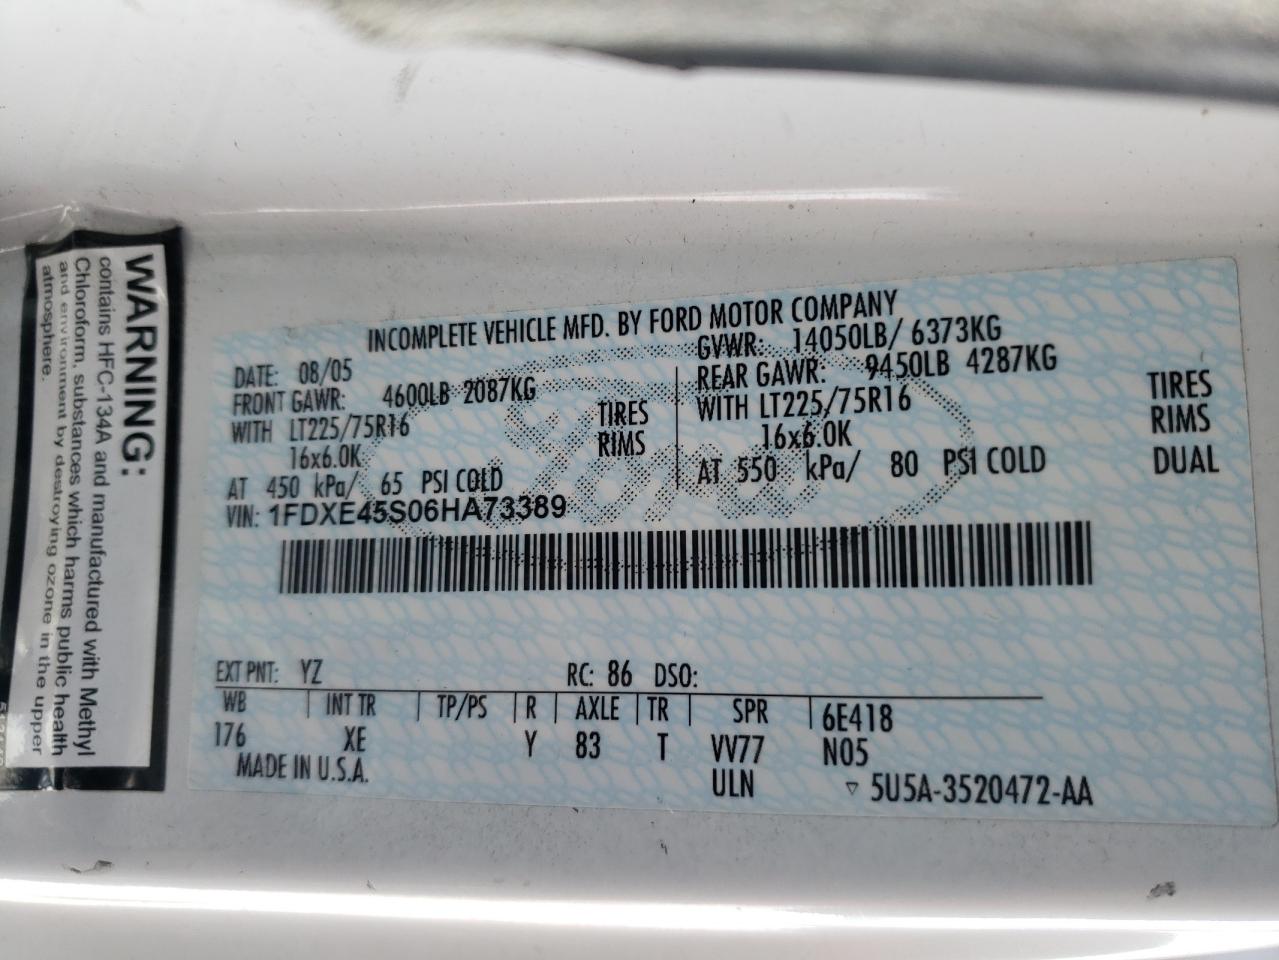 WARNING:
contains HFC-134A and manufactured with Methyl
Chloroform, substances which harms public health
and environment by destroying ozone in the upper
atmosphere.
INCOMPLETE VEHICLE MFD. BY FORD MOTOR COMPANY
DATE: 08/05 GVWR: 14050LB/ 6373KG
FRONT GAWR: 4600LB 2087KG REAR GAWR: 9450LB 4287KG
WITH LT225/75R16 TIRES WITH LT225/75R16 TIRES
16x6.0K RIMS 16x6.0K RIMS
AT 450 kPa/ 65 PSI COLD AT 550 kPa/ 80 PSI COLD DUAL
VIN: 1FDXE45S06HA73389
EXT PNT: YZ RC: 86 DSO:
WB | INT TR | TP/PS | R | AXLE | TR | SPR | 6E418
176 XE Y 83 T VV77 N05
MADE IN U.S.A. ULN ▿ 5U5A-3520472-AA